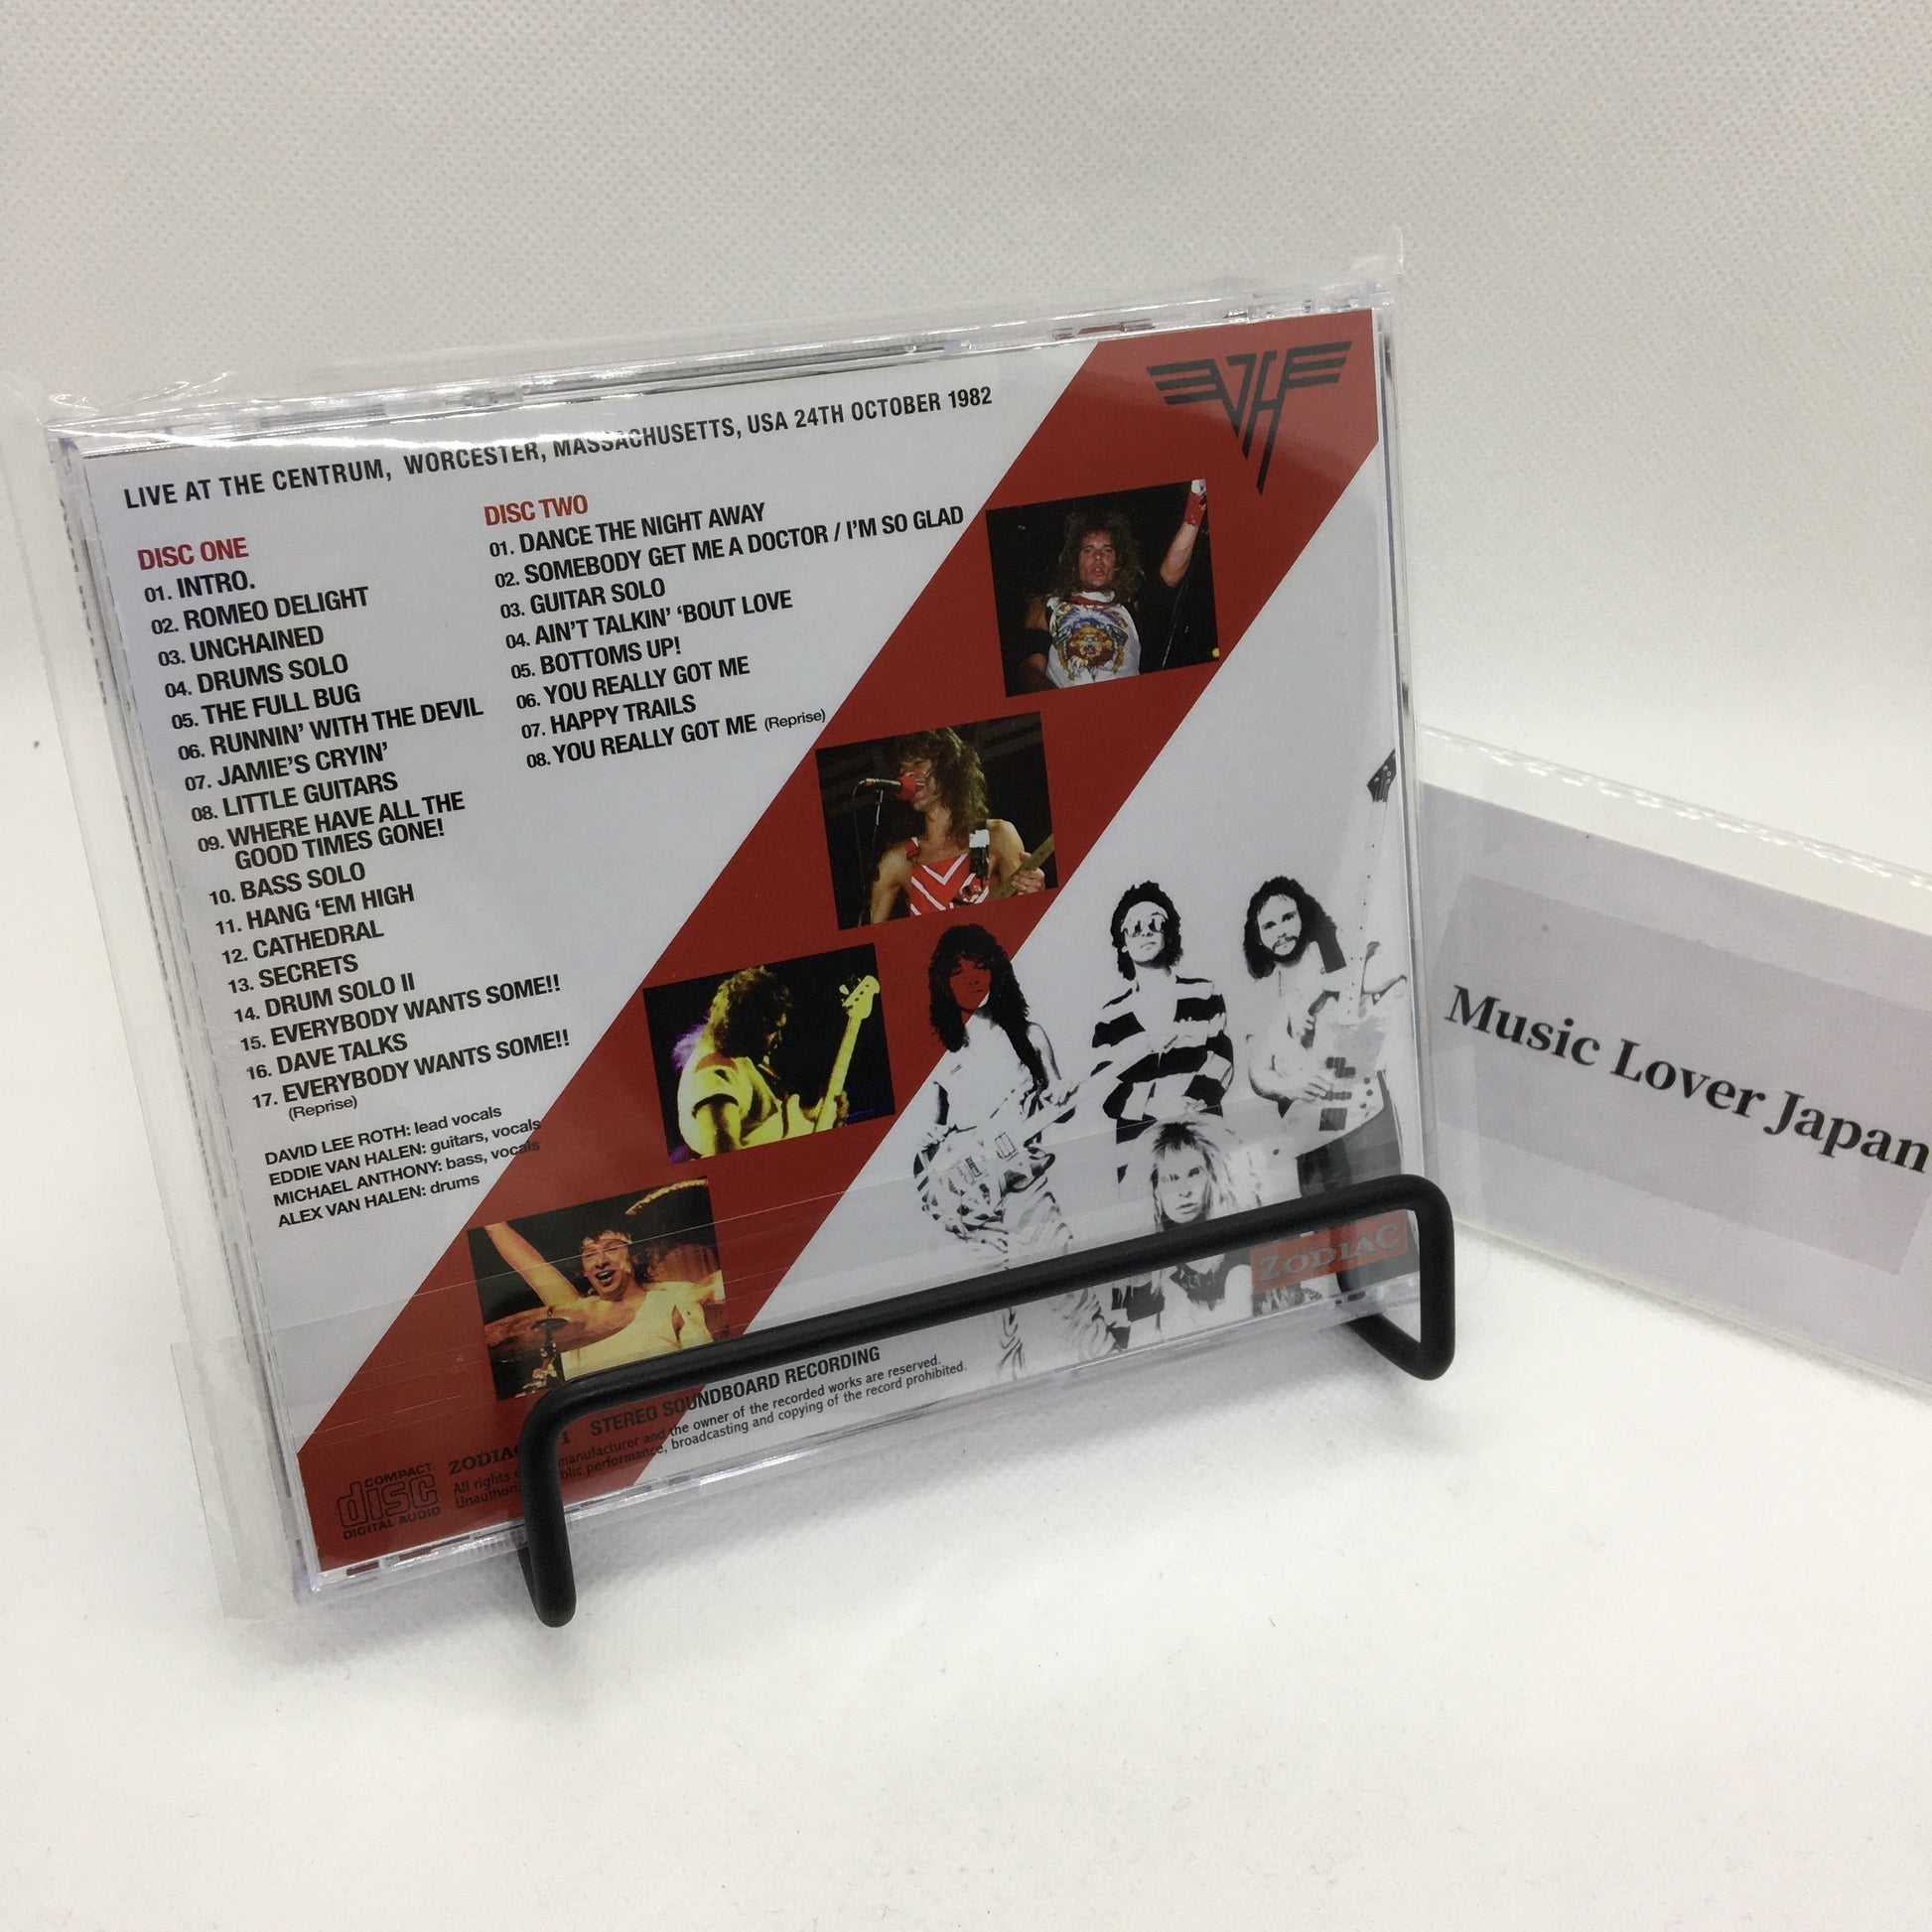 LIVE AT THE CENTRUM, WORCESTER, MASSACHUSETTS, USA 24TH OCTOBER 1982
DISC ONE
01. INTRO.
02. ROMEO DELIGHT
03. UNCHAINED
04. DRUMS SOLO
05. THE FULL BUG
06. RUNNIN' WITH THE DEVIL
07. JAMIE'S CRYIN'
08. LITTLE GUITARS
09. WHERE HAVE ALL THE
GOOD TIMES GONE!
10. BASS SOLO
11. HANG 'EM HIGH
12. CATHEDRAL
13. SECRETS
14. DRUM SOLO II
15. EVERYBODY WANTS SOME!!
16. DAVE TALKS
17. EVERYBODY WANTS SOME!!
(Reprise)
DISC TWO
01. DANCE THE NIGHT AWAY
02. SOMEBODY GET ME A DOCTOR / I'M SO GLAD
03. GUITAR SOLO
04. AIN'T TALKIN' 'BOUT LOVE
05. BOTTOMS UP!
06. YOU REALLY GOT ME
07. HAPPY TRAILS
08. YOU REALLY GOT ME (Reprise)
DAVID LEE ROTH: lead vocals
EDDIE VAN HALEN: guitars, vocals
MICHAEL ANTHONY: bass, vocals
ALEX VAN HALEN: drums
VH
ZODIAC
COMPACT
disc
DIGITAL AUDIO
STEREO SOUNDBOARD RECORDING
All rights manufacturer and the owner of the recorded works are reserved.
performance, broadcasting and copying of the record prohibited.
Music Lover Japan